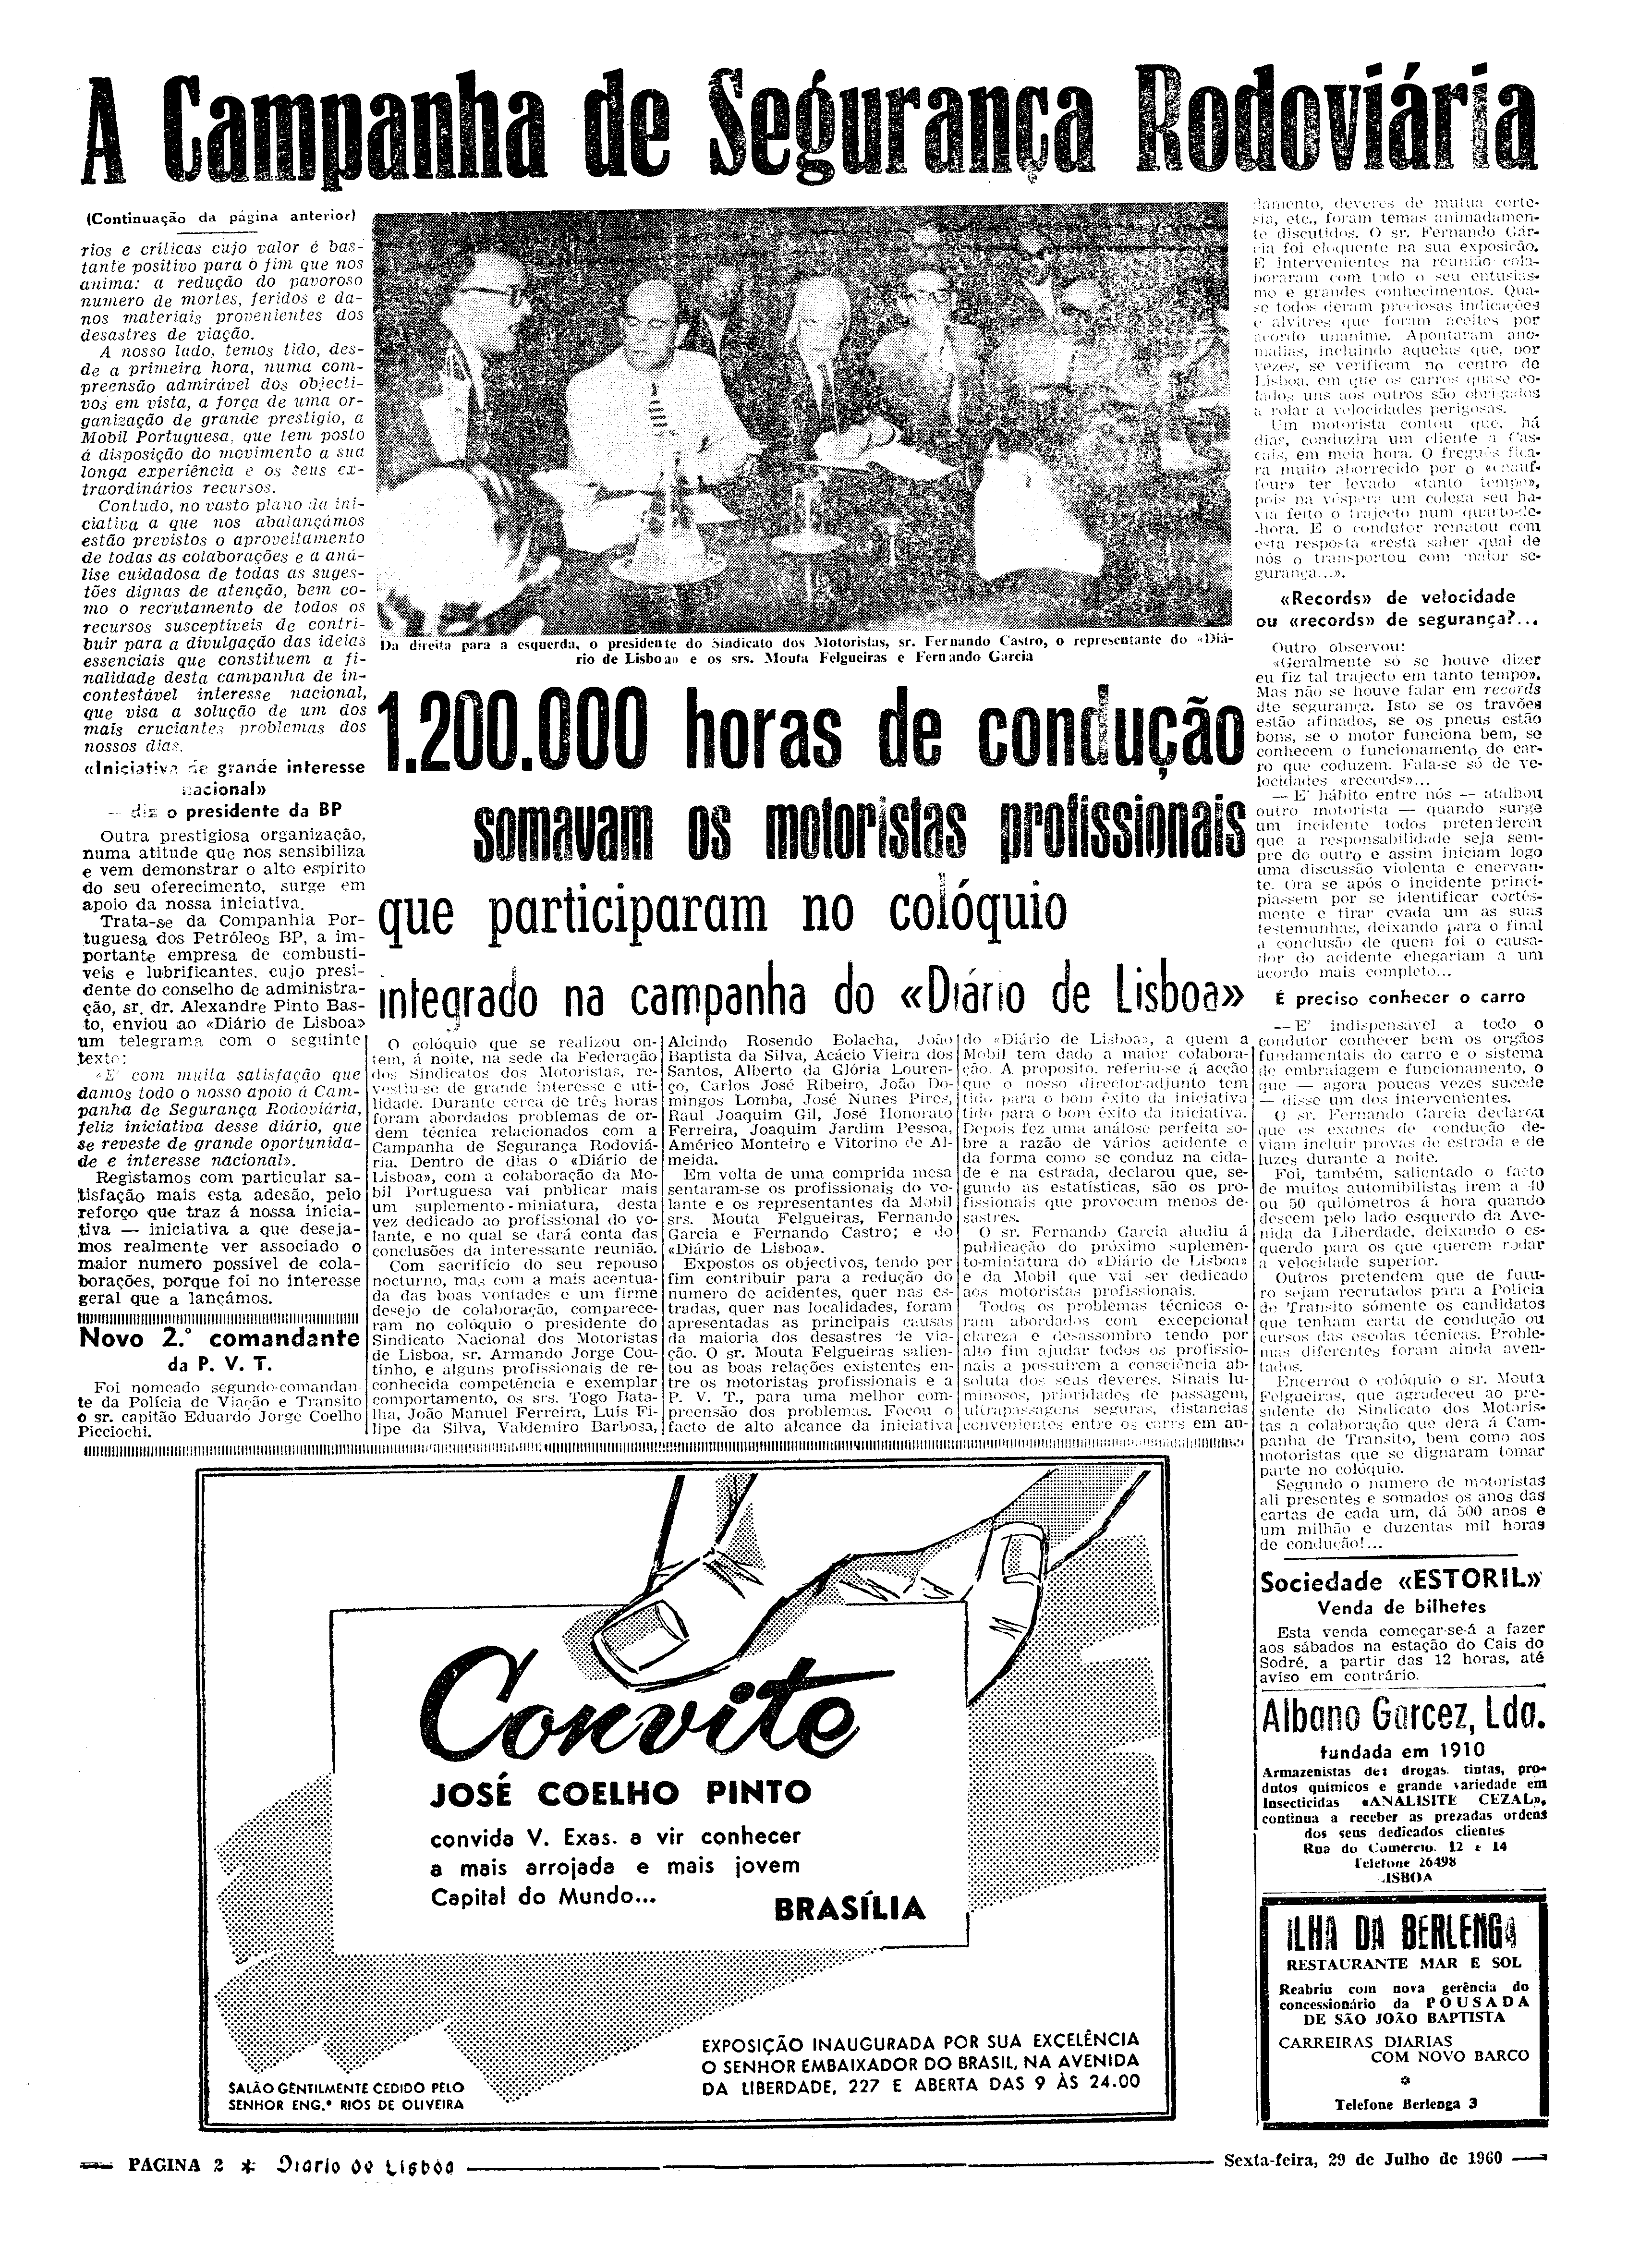 A Campanha de Segurança Rodoviária
(Continuação da página anterior)
rios e críticas cujo valor é bas-
tante positivo para o fim que nos
anima: a redução do pavoroso
numero de mortes, feridos e da-
nos materiais provenientes dos
desastres de viação.
A nosso lado, temos tido, des-
de a primeira hora, numa com-
preensão admirável dos objecti-
vos em vista, a força de uma or-
ganização de grande prestigio, a
Mobil Portuguesa, que tem posto
á disposição do movimento a sua
longa experiência e os seus ex-
traordinários recursos.
Contudo, no vasto plano da ini-
ciativa a que nos abalançámos
estão previstos o aproveitamento
de todas as colaborações e a aná-
lise cuidadosa de todas as suges-
tões dignas de atenção, bem co-
mo o recrutamento de todos os
recursos susceptíveis de contri-
buir para a divulgação das ideias
essenciais que constituem a fi-
nalidade desta campanha de in-
contestável interesse nacional,
que visa a solução de um dos
mais cruciantes problemas dos
nossos dias.
«Iniciativa de grande interesse
nacional»
— diz o presidente da BP
Outra prestigiosa organização,
numa atitude que nos sensibiliza
e vem demonstrar o alto espirito
do seu oferecimento, surge em
apoio da nossa iniciativa.
Trata-se da Companhia Por-
tuguesa dos Petróleos BP, a im-
portante empresa de combustí-
veis e lubrificantes, cujo presi-
dente do conselho de administra-
ção, sr. dr. Alexandre Pinto Bas-
to, enviou ao «Diário de Lisboa»
um telegrama com o seguinte
texto:
«E' com muita satisfação que
damos todo o nosso apoio á Cam-
panha de Segurança Rodoviária,
feliz iniciativa desse diário, que
se reveste de grande oportunida-
de e interesse nacional».
Registamos com particular sa-
tisfação mais esta adesão, pelo
reforço que traz á nossa inicia-
tiva — iniciativa a que deseja-
mos realmente ver associado o
maior numero possível de cola-
borações, porque foi no interesse
geral que a lançámos.
Novo 2.º comandante
da P. V. T.
Foi nomeado segundo-comandan-
te da Polícia de Viação e Transito
o sr. capitão Eduardo Jorge Coelho
Picciochi.
Da direita para a esquerda, o presidente do Sindicato dos Motoristas, sr. Fernando Castro, o representante do «Diá-
rio de Lisboa» e os srs. Mouta Felgueiras e Fernando Garcia
1.200.000 horas de condução
somavam os motoristas profissionais
que participaram no colóquio
integrado na campanha do «Diário de Lisboa»
O colóquio que se realizou on-
tem, á noite, na sede da Federação
dos Sindicatos dos Motoristas, re-
vestiu-se de grande interesse e uti-
lidade. Durante cerca de três horas
foram abordados problemas de or-
dem técnica relacionados com a
Campanha de Segurança Rodoviá-
ria. Dentro de dias o «Diário de
Lisboa», com a colaboração da Mo-
bil Portuguesa vai pnblicar mais
um suplemento-miniatura, desta
vez dedicado ao profissional do vo-
lante, e no qual se dará conta das
conclusões da interessante reunião.
Com sacrifício do seu repouso
nocturno, mas com a mais acentua-
da das boas vontades e um firme
desejo de colaboração, comparece-
ram no colóquio o presidente do
Sindicato Nacional dos Motoristas
de Lisboa, sr. Armando Jorge Cou-
tinho, e alguns profissionais de re-
conhecida competência e exemplar
comportamento, os srs. Togo Bata-
lha, João Manuel Ferreira, Luís Fi-
lipe da Silva, Valdemiro Barbosa,
Alcindo Rosendo Bolacha, João
Baptista da Silva, Acácio Vieira dos
Santos, Alberto da Glória Louren-
ço, Carlos José Ribeiro, João Do-
mingos Lomba, José Nunes Pires,
Raul Joaquim Gil, José Honorato
Ferreira, Joaquim Jardim Pessoa,
Américo Monteiro e Vitorino de Al-
meida.
Em volta de uma comprida mesa
sentaram-se os profissionais do vo-
lante e os representantes da Mobil
srs. Mouta Felgueiras, Fernando
Garcia e Fernando Castro; e do
«Diário de Lisboa».
Expostos os objectivos, tendo por
fim contribuir para a redução do
numero de acidentes, quer nas es-
tradas, quer nas localidades, foram
apresentadas as principais causas
da maioria dos desastres de via-
ção. O sr. Mouta Felgueiras salien-
tou as boas relações existentes en-
tre os motoristas profissionais e a
P. V. T., para uma melhor com-
preensão dos problemas. Focou o
facto de alto alcance da iniciativa
do «Diário de Lisboa», a quem a
Mobil tem dado a maior colabora-
ção. A proposito, referiu-se á acção
que o nosso director-adjunto tem
tido para o bom êxito da iniciativa
tido para o bom êxito da iniciativa.
Depois fez uma análose perfeita so-
bre a razão de vários acidente e
da forma como se conduz na cida-
de e na estrada, declarou que, se-
gundo as estatísticas, são os pro-
fissionais que provocam menos de-
sastres.
O sr. Fernando Garcia aludiu á
publicação do próximo suplemen-
to-miniatura do «Diário de Lisboa»
e da Mobil que vai ser dedicado
aos motoristas profissionais.
Todos os problemas técnicos o-
ram abordados com excepcional
clareza e desassombro tendo por
alto fim ajudar todos os profissio-
nais a possuirem a consciência ab-
soluta dos seus deveres. Sinais lu-
minosos, prioridades de passagem,
ultrapassagens seguras, distancias
convenientes entre os carrs em an-
damento, deveres de mutua corte-
sia, etc., foram temas animadamen-
te discutidos. O sr. Fernando Gar-
cia foi eloquente na sua exposição.
E intervenientes na reunião cola-
boraram com todo o seu entusias-
mo e grandes conhecimentos. Qua-
se todos deram preciosas indicações
e alvitres que foram aceites por
acordo unanime. Apontaram ano-
malias, incluindo aquelas que, por
vezes, se verificam no centro de
Lisboa, em que os carros quase co-
lados uns aos outros são obrigados
a rolar a velocidades perigosas.
Um motorista contou que, há
dias, conduzira um cliente a Cas-
cais, em meia hora. O freguês fica-
ra muito aborrecido por o «chauf-
feur» ter levado «tanto tempo»,
pois na véspera um colega seu ha-
via feito o trajecto num quarto-de-
-hora. E o condutor rematou com
esta resposta «resta saber qual de
nós o transportou com maior se-
gurança...».
«Records» de velocidade
ou «records» de segurança?...
Outro observou:
«Geralmente só se houve dizer
eu fiz tal trajecto em tanto tempo».
Mas não se houve falar em records
dte segurança. Isto se os travões
estão afinados, se os pneus estão
bons, se o motor funciona bem, se
conhecem o funcionamento do car-
ro que coduzem. Fala-se só de ve-
locidades «records»...
— E' hábito entre nós — atalhou
outro motorista — quando surge
um incidente todos pretenderem
que a responsabilidade seja sem-
pre do outro e assim iniciam logo
uma discussão violenta e enervan-
te. Ora se após o incidente princi-
piassem por se identificar cortês-
mente e tirar cvada um as suas
testemunhas, deixando para o final
a conclusão de quem foi o causa-
dor do acidente chegariam a um
acordo mais completo...
É preciso conhecer o carro
— E' indispensável a todo o
condutor conhecer bem os orgãos
fundamentais do carro e o sistema
de embraiagem e funcionamento, o
que — agora poucas vezes sucede
— disse um dos intervenientes.
O sr. Fernando Garcia declarou
que os exames de condução de-
viam incluir provas de estrada e de
luzes durante a noite.
Foi, também, salientado o facto
de muitos automibilistas irem a 40
ou 50 quilómetros á hora quando
descem pelo lado esquerdo da Ave-
nida da Liberdade, deixando o es-
querdo para os que querem rodar
a velocidade superior.
Outros pretendem que de futu-
ro sejam recrutados para a Polícia
de Transito sómente os candidatos
que tenham carta de condução ou
cursos das escolas técnicas. Proble-
mas diferentes foram ainda aven-
tados.
Encerrou o colóquio o sr. Mouta
Felgueiras, que agradeceu ao pre-
sidente do Sindicato dos Motoris-
tas a colaboração que dera á Cam-
panha de Transito, bem como aos
motoristas que se dignaram tomar
parte no colóquio.
Segundo o numero de motoristas
ali presentes e somados os anos das
cartas de cada um, dá 500 anos e
um milhão e duzentas mil horas
de condução!...
Sociedade «ESTORIL»
Venda de bilhetes
Esta venda começar-se-á a fazer
aos sábados na estação do Cais do
Sodré, a partir das 12 horas, até
aviso em contrário.
Albano Garcez, Lda.
fundada em 1910
Armazenistas de: drogas, tintas, pro-
dutos químicos e grande variedade em
Insecticidas «ANALISITE CEZAL»,
continua a receber as prezadas ordens
dos seus dedicados clientes
Rua do Comércio, 12 e 14
Telefone 26498
LISBOA
ILHA DA BERLENGA
RESTAURANTE MAR E SOL
Reabriu com nova gerência do
concessionário da POUSADA
DE SÃO JOÃO BAPTISTA
CARREIRAS DIARIAS
COM NOVO BARCO
Telefone Berlenga 3
Convite
JOSÉ COELHO PINTO
convida V. Exas. a vir conhecer
a mais arrojada e mais jovem
Capital do Mundo...
BRASÍLIA
EXPOSIÇÃO INAUGURADA POR SUA EXCELÊNCIA
O SENHOR EMBAIXADOR DO BRASIL, NA AVENIDA
DA LIBERDADE, 227 E ABERTA DAS 9 ÀS 24.00
SALÃO GENTILMENTE CEDIDO PELO
SENHOR ENG.º RIOS DE OLIVEIRA
PÁGINA 2 * Diário de Lisboa
Sexta-feira, 29 de Julho de 1960